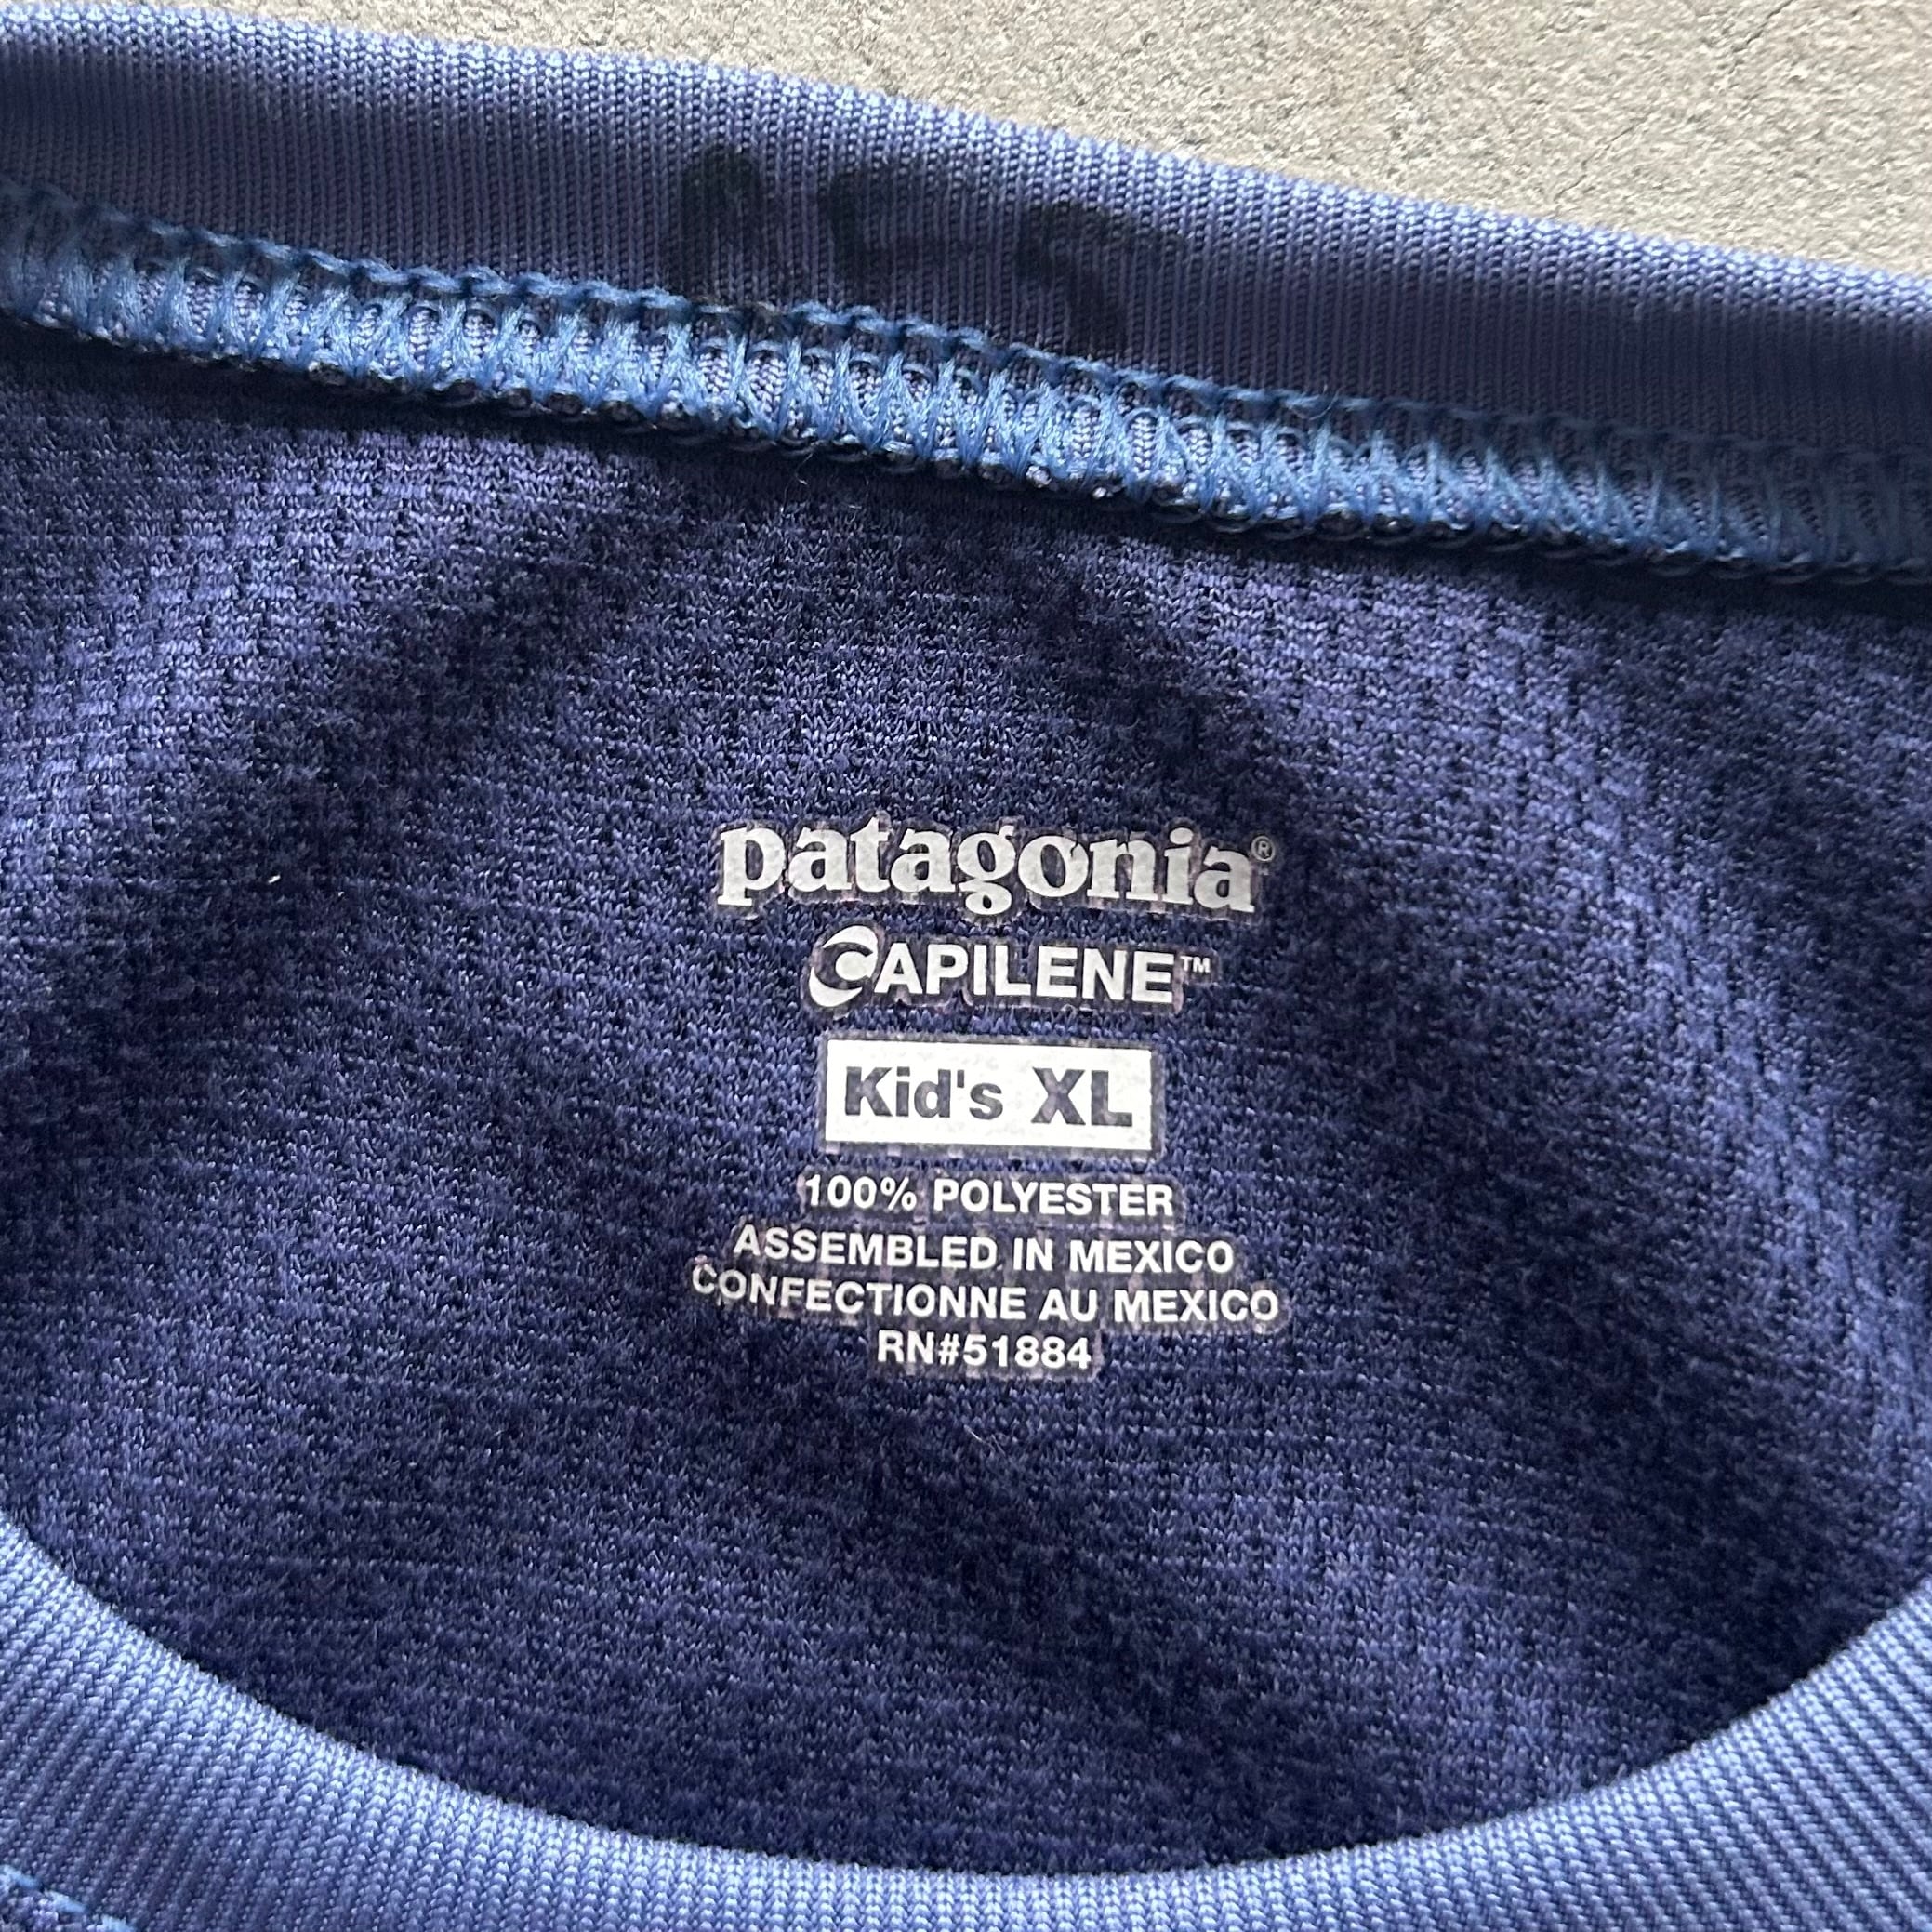 patagonia®
CAPILENE™
Kid's XL
100% POLYESTER
ASSEMBLED IN MEXICO
CONFECTIONNE AU MEXICO
RN#51884